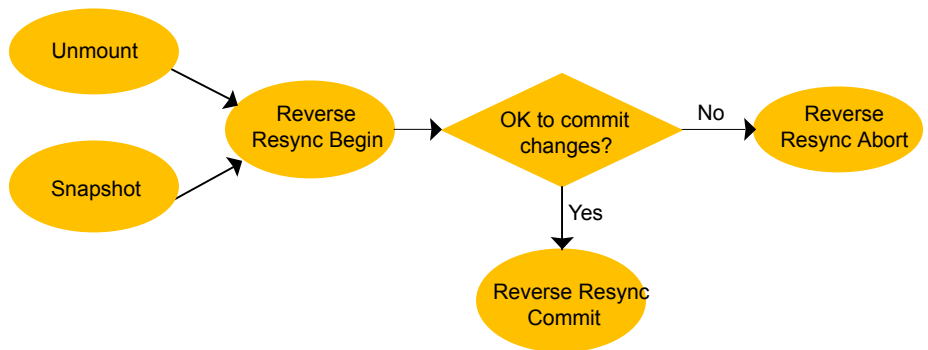 Unmount
Snapshot
Reverse
Resync Begin
OK to commit
changes?
No
Reverse
Resync Abort
Yes
Reverse Resync
Commit